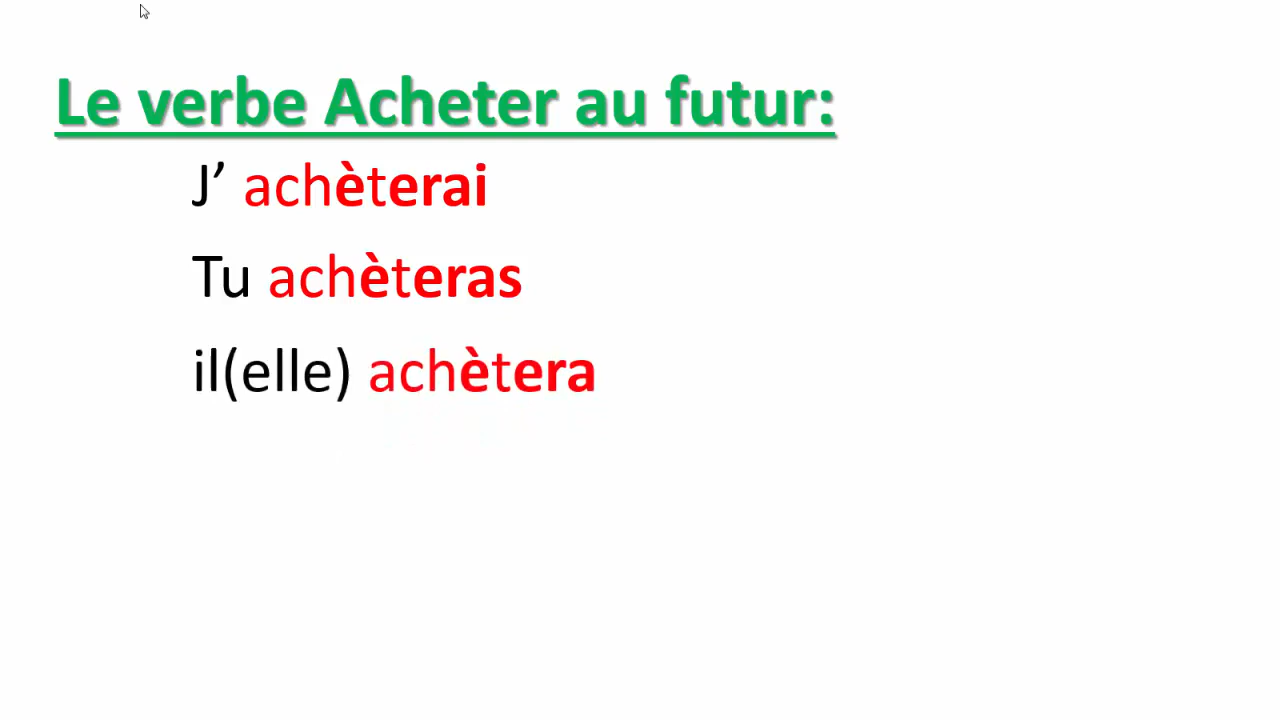 Le verbe Acheter au futur:
J’ achèterai
Tu achèteras
il(elle) achètera